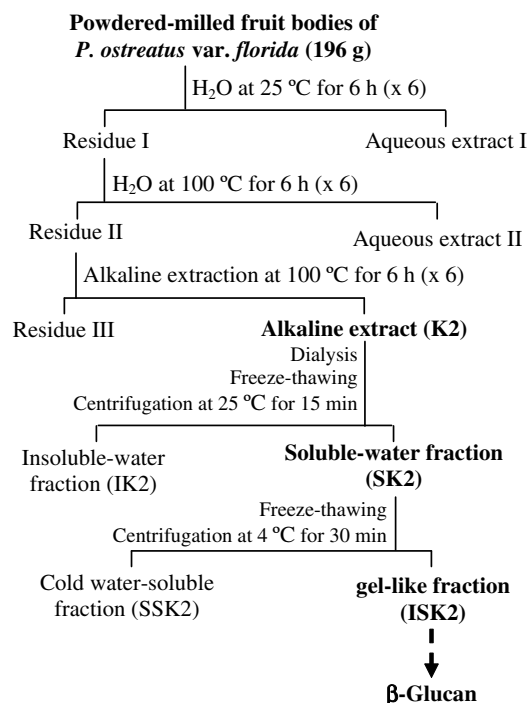 Powdered-milled fruit bodies of
P. ostreatus var. florida (196 g)
H₂O at 25 ºC for 6 h (x 6)
Residue I
Aqueous extract I
H₂O at 100 ºC for 6 h (x 6)
Residue II
Aqueous extract II
Alkaline extraction at 100 ºC for 6 h (x 6)
Residue III
Alkaline extract (K2)
Dialysis
Freeze-thawing
Centrifugation at 25 ºC for 15 min
Insoluble-water
fraction (IK2)
Soluble-water fraction
(SK2)
Freeze-thawing
Centrifugation at 4 ºC for 30 min
Cold water-soluble
fraction (SSK2)
gel-like fraction
(ISK2)
β-Glucan